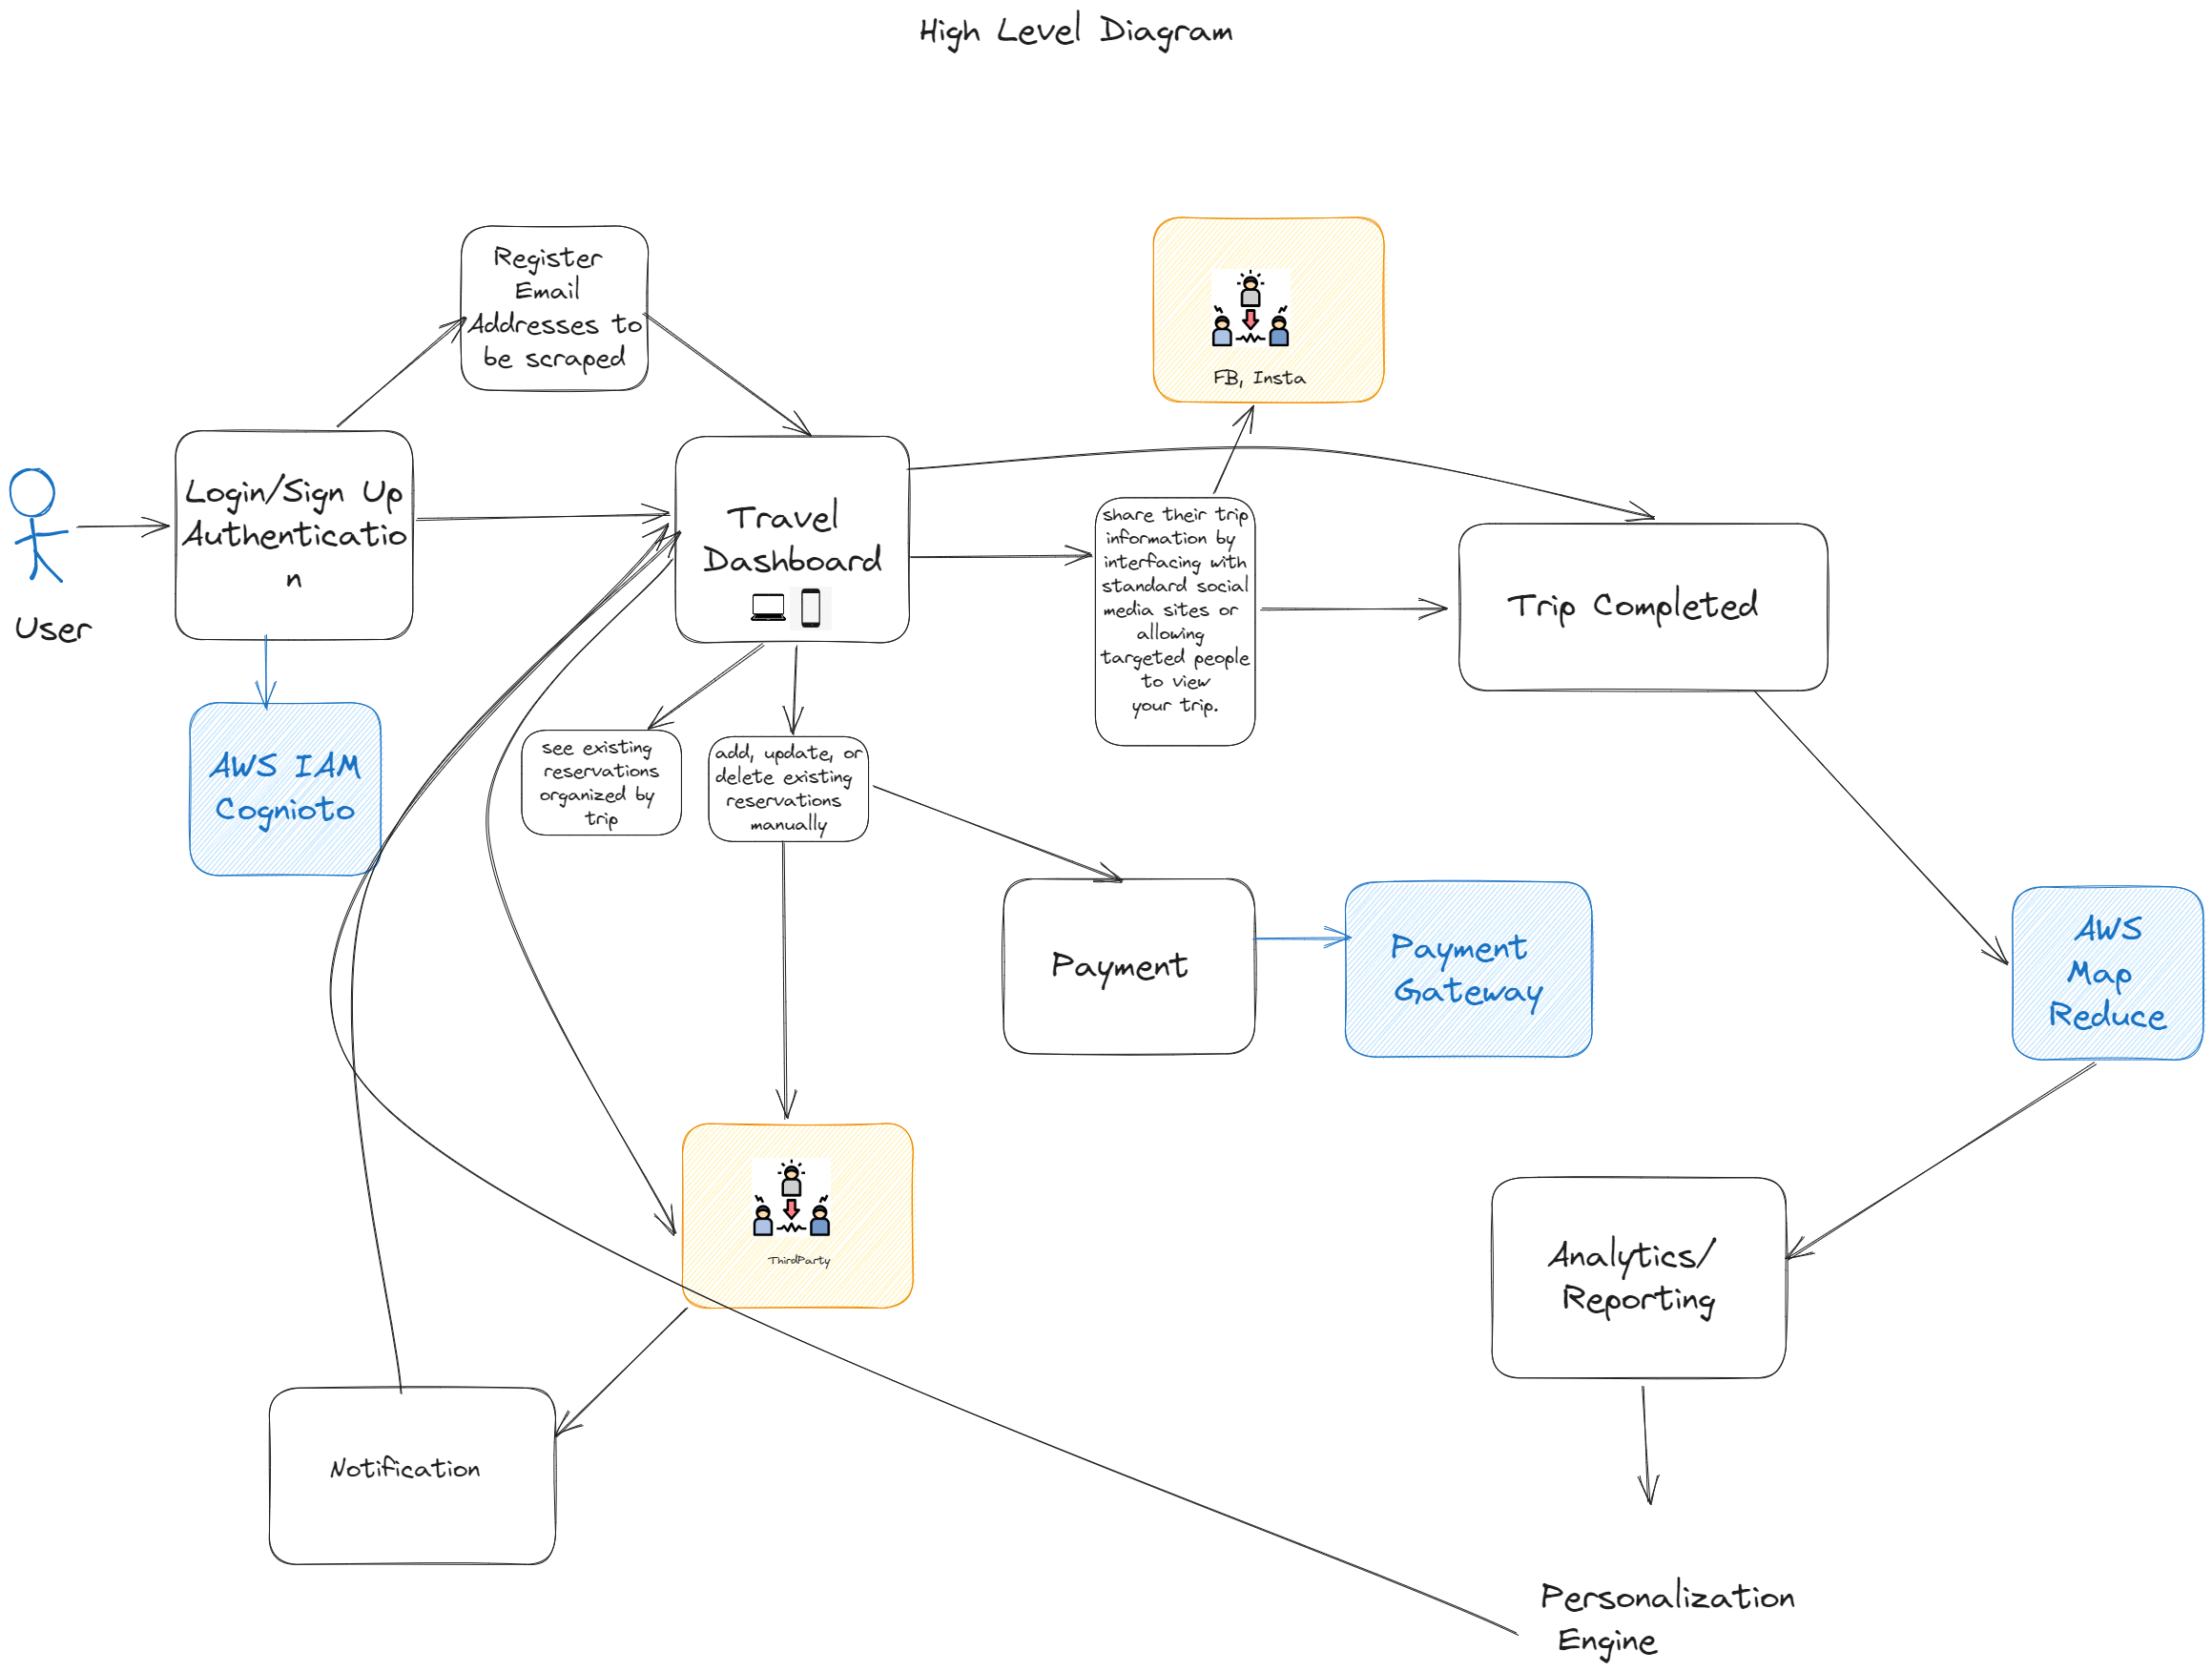 High Level Diagram
Register
Email
Addresses to
be scraped
FB, Insta
User
Login/Sign Up
Authenticatio
n
Travel
Dashboard
share their trip
information by
interfacing with
standard social
media sites or
allowing
targeted people
to view
your trip.
Trip Completed
AWS IAM
Cognioto
see existing
reservations
organized by
trip
add, update, or
delete existing
reservations
manually
Payment
Payment
Gateway
AWS
Map
Reduce
ThirdParty
Analytics/
Reporting
Notification
Personalization
Engine